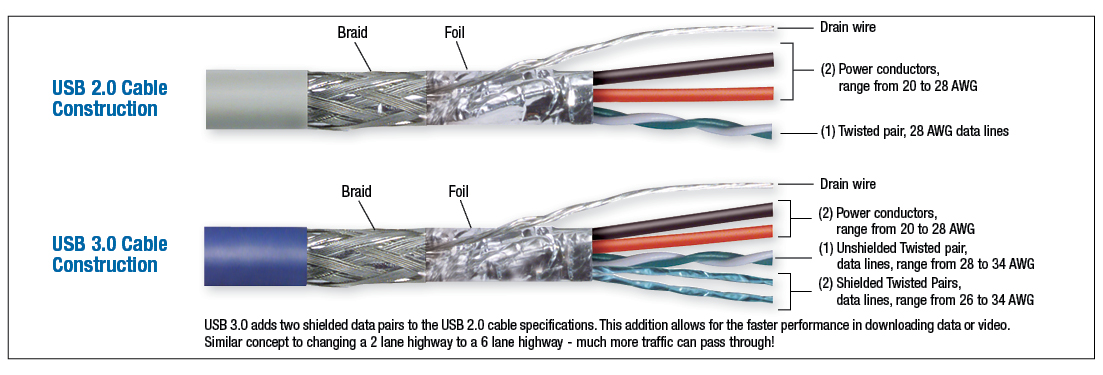 Braid
Foil
Drain wire
USB 2.0 Cable
Construction
(2) Power conductors,
range from 20 to 28 AWG
(1) Twisted pair, 28 AWG data lines
Braid
Foil
Drain wire
USB 3.0 Cable
Construction
(2) Power conductors,
range from 20 to 28 AWG
(1) Unshielded Twisted pair,
data lines, range from 28 to 34 AWG
(2) Shielded Twisted Pairs,
data lines, range from 26 to 34 AWG
USB 3.0 adds two shielded data pairs to the USB 2.0 cable specifications. This addition allows for the faster performance in downloading data or video.
Similar concept to changing a 2 lane highway to a 6 lane highway - much more traffic can pass through!